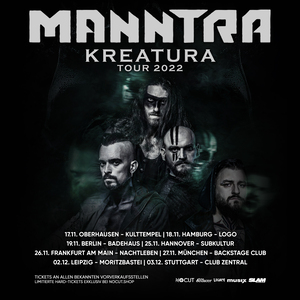 MANNTRA
KREATURA
TOUR 2022
17.11. OBERHAUSEN - KULTTEMPEL | 18.11. HAMBURG - LOGO
19.11. BERLIN - BADEHAUS | 25.11. HANNOVER - SUBKULTUR
26.11. FRANKFURT AM MAIN - NACHTLEBEN | 27.11. MÜNCHEN - BACKSTAGE CLUB
02.12. LEIPZIG - MORITZBASTEI | 03.12. STUTTGART - CLUB ZENTRAL
TICKETS AN ALLEN BEKANNTEN VORVERKAUFSSTELLEN
LIMITIERTE HARD-TICKETS EXKLUSIV BEI NOCUT.SHOP
NOCUT SLAM